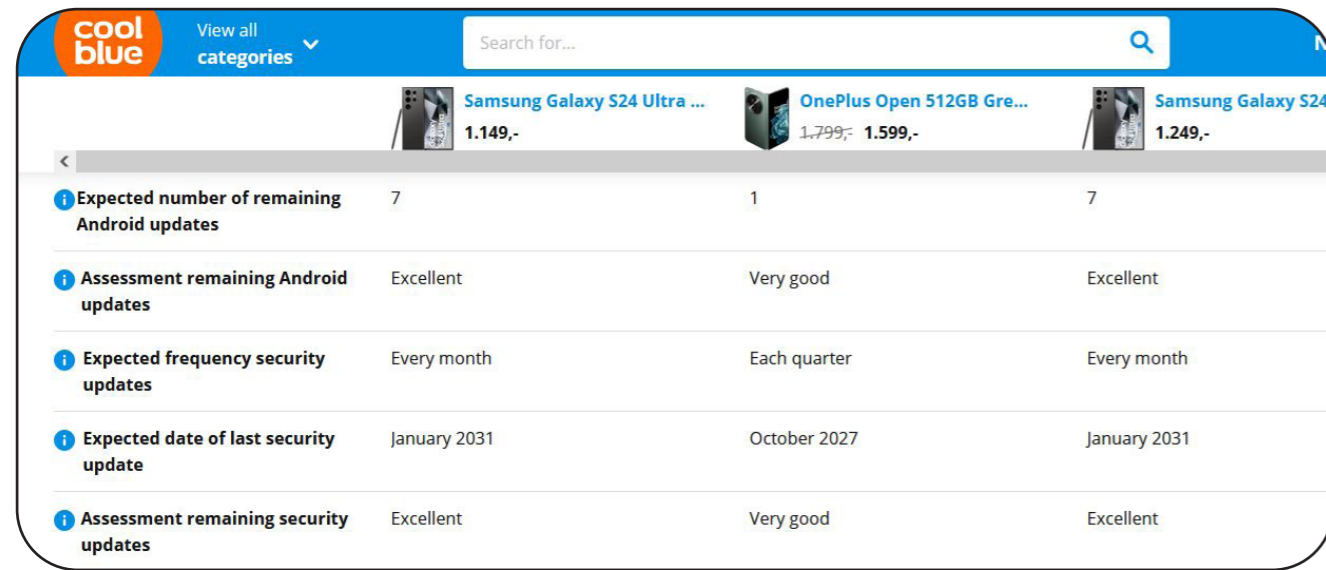 cool
blue
View all
categories
Search for...
Samsung Galaxy S24 Ultra ...
1.149,-
OnePlus Open 512GB Gre...
1.799,- 1.599,-
Samsung Galaxy S24
1.249,-
Expected number of remaining
Android updates
7
1
7
Assessment remaining Android
updates
Excellent
Very good
Excellent
Expected frequency security
updates
Every month
Each quarter
Every month
Expected date of last security
update
January 2031
October 2027
January 2031
Assessment remaining security
updates
Excellent
Very good
Excellent